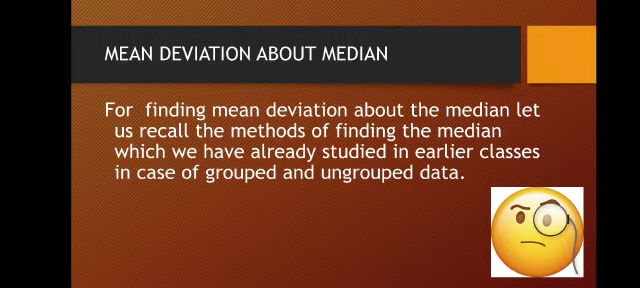 MEAN DEVIATION ABOUT MEDIAN
For finding mean deviation about the median let
us recall the methods of finding the median
which we have already studied in earlier classes
in case of grouped and ungrouped data.